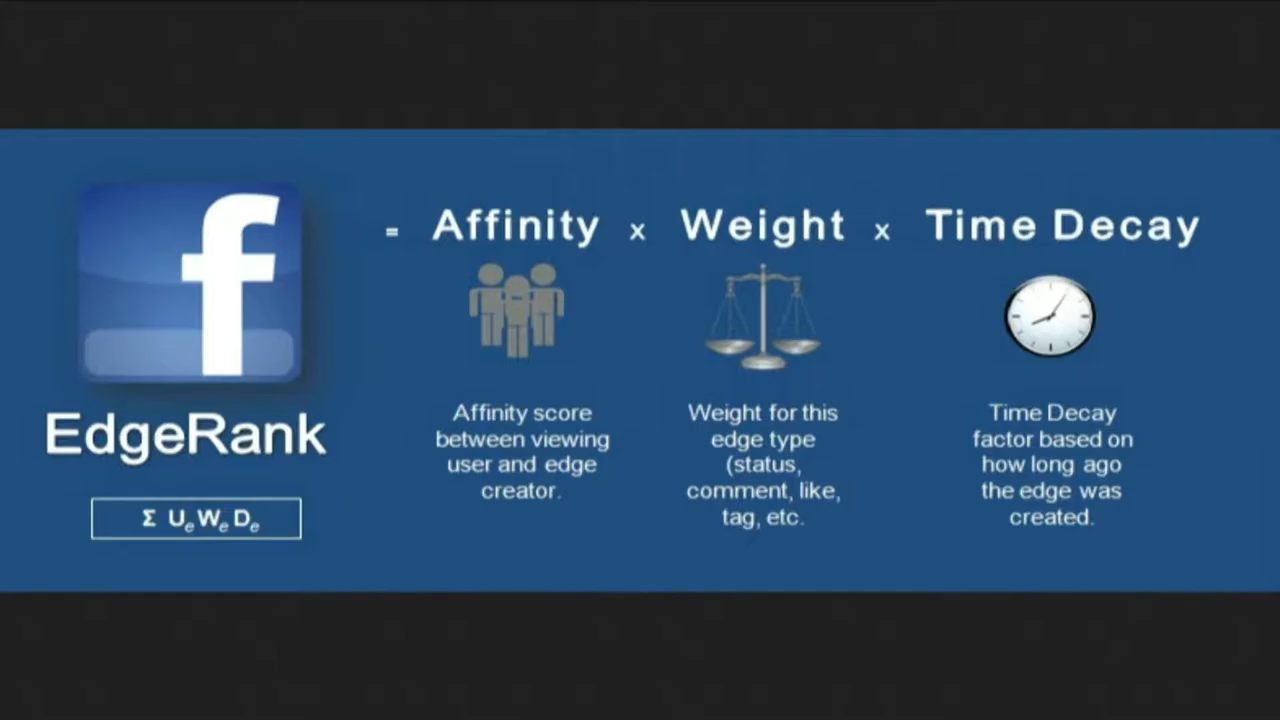 = Affinity x Weight x Time Decay
EdgeRank
Σ UeWeDe
Affinity score
between viewing
user and edge
creator.
Weight for this
edge type
(status,
comment, like,
tag, etc.
Time Decay
factor based on
how long ago
the edge was
created.